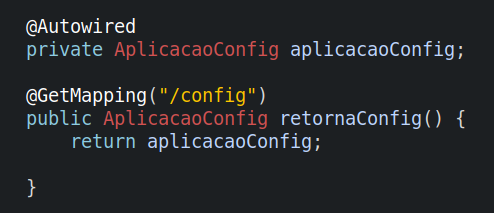 @Autowired
private AplicacaoConfig aplicacaoConfig;
@GetMapping("/config")
public AplicacaoConfig retornaConfig() {
return aplicacaoConfig;
}